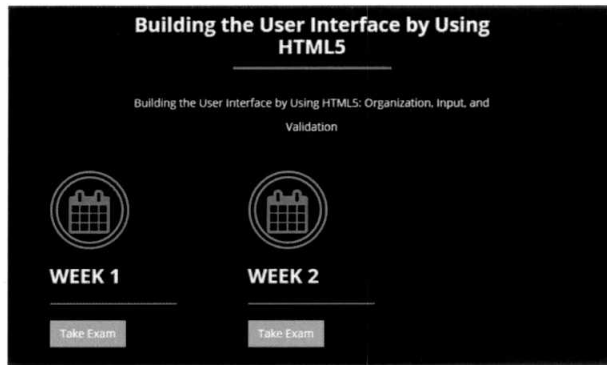 Building the User Interface by Using
HTML5
Building the User Interface by Using HTML5: Organization, Input, and
Validation
WEEK 1
WEEK 2
Take Exam
Take Exam